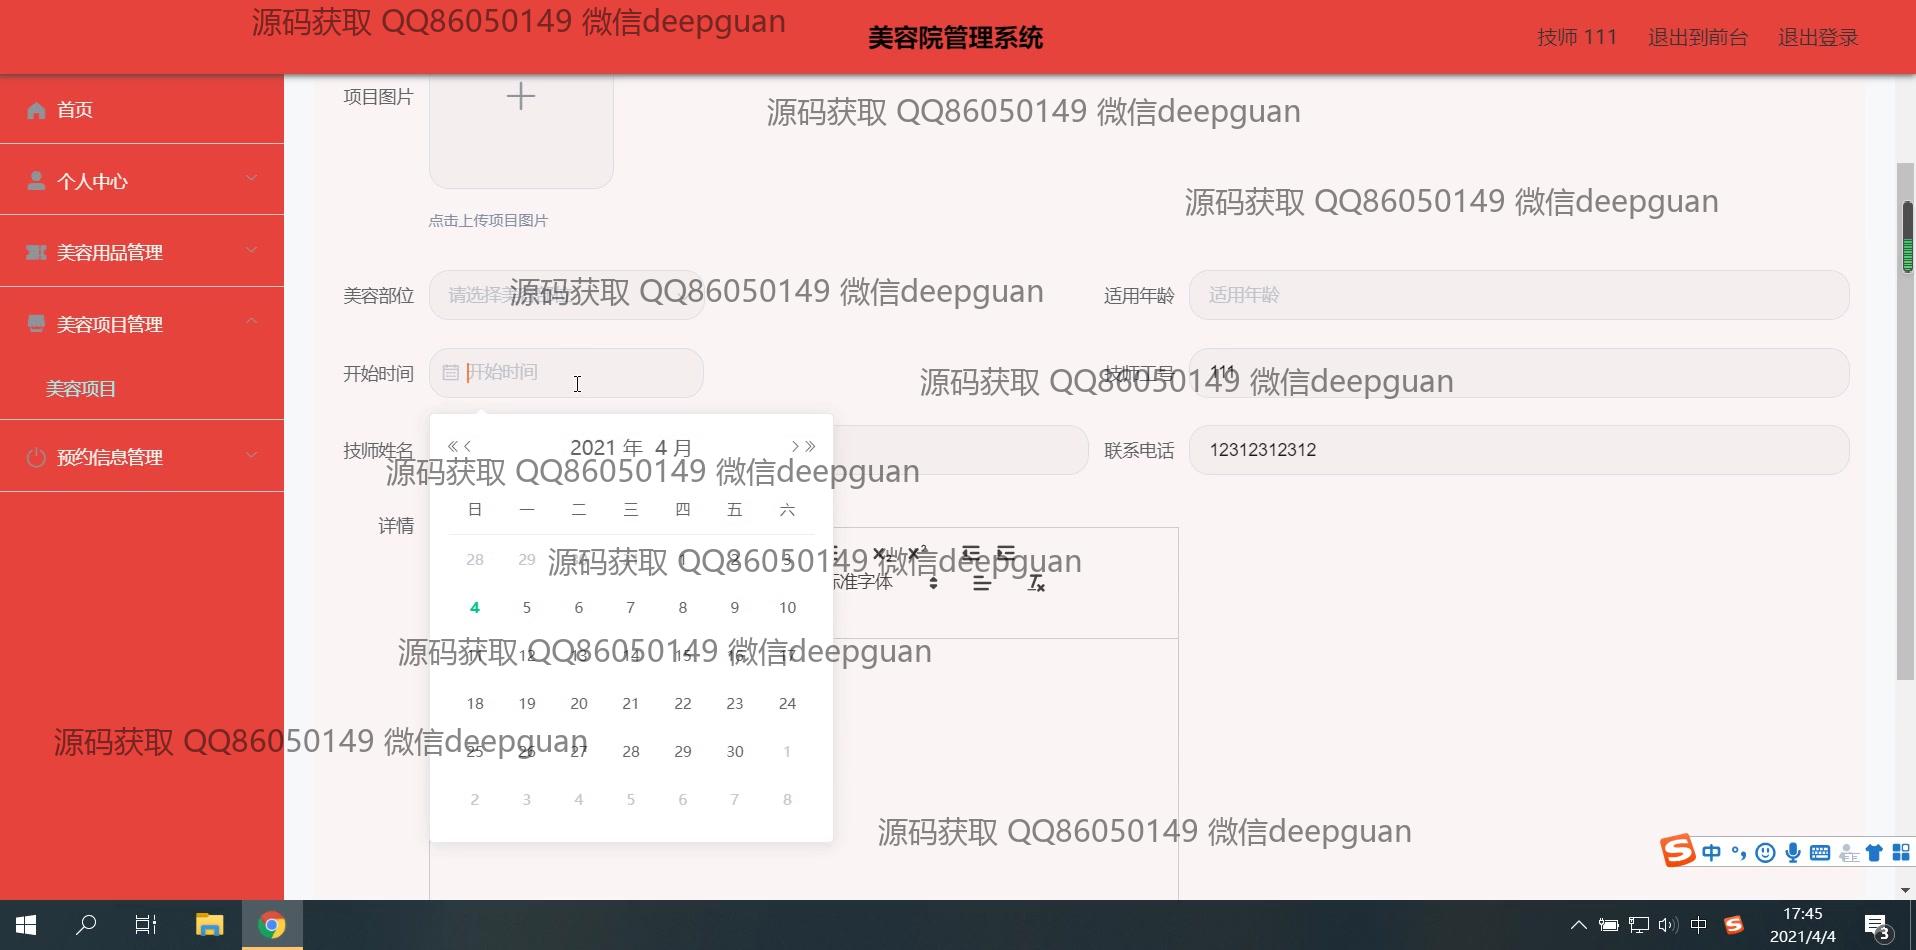 源码获取 QQ86050149 微信deepguan
美容院管理系统
技师 111
退出到前台
退出登录
首页
个人中心
美容用品管理
美容项目管理
美容项目
预约信息管理
项目图片
源码获取 QQ86050149 微信deepguan
点击上传项目图片
源码获取 QQ86050149 微信deepguan
美容部位
请选择
源码获取 QQ86050149 微信deepguan
适用年龄
适用年龄
开始时间
开始时间
源码获取 QQ86050149 微信deepguan
技师工号
111
技师姓名
联系电话
12312312312
2021 年 4 月
源码获取 QQ86050149 微信deepguan
日 一 二 三 四 五 六
详情
28 29 1 2 3
源码获取 QQ86050149 微信deepguan
标准字体
4 5 6 7 8 9 10
11 12 13 14 15 16 17
源码获取 QQ86050149 微信deepguan
18 19 20 21 22 23 24
25 26 27 28 29 30 1
源码获取 QQ86050149 微信deepguan
2 3 4 5 6 7 8
源码获取 QQ86050149 微信deepguan
中
中
17:45
2021/4/4
3